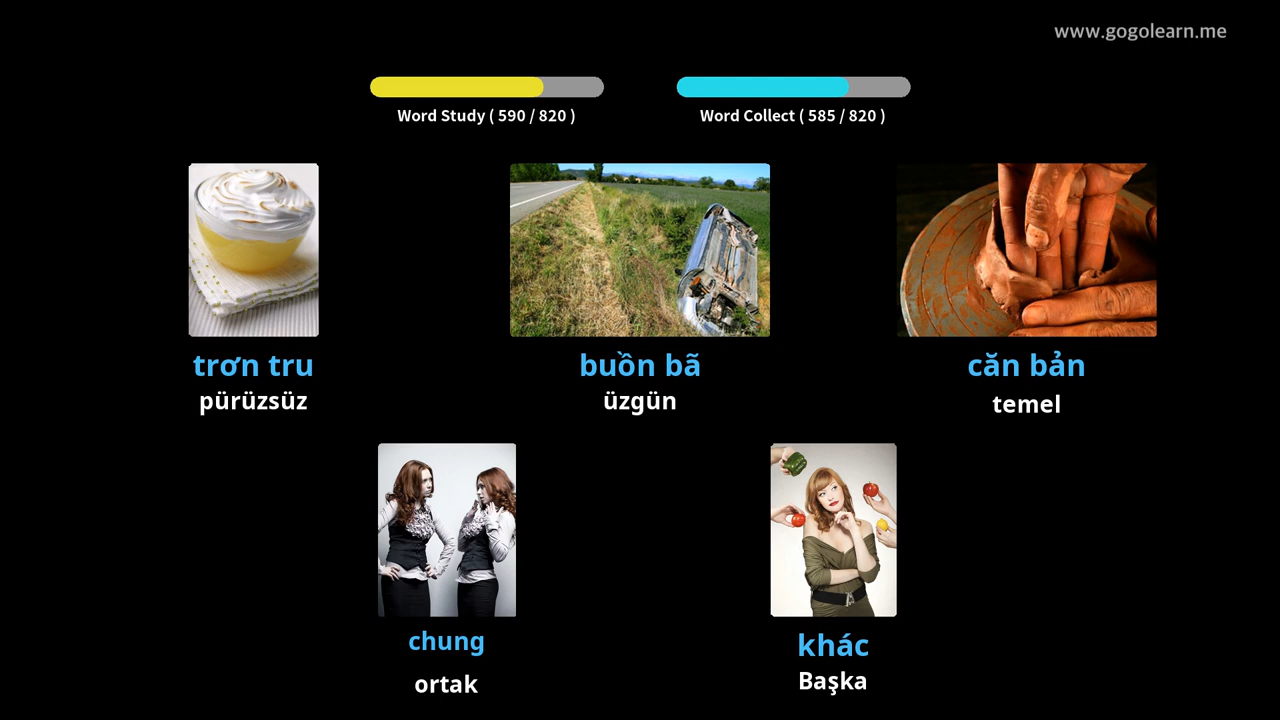 www.gogolearn.me
Word Study ( 590 / 820 )
Word Collect ( 585 / 820 )
trơn tru
pürüzsüz
buồn bã
üzgün
căn bản
temel
chung
ortak
khác
Başka